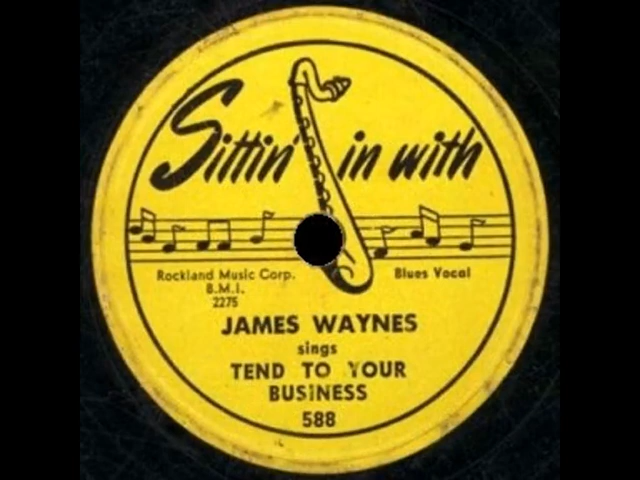 Sittin' in with
Rockland Music Corp.
B.M.I.
2275
Blues Vocal
JAMES WAYNES
sings
TEND TO YOUR
BUSINESS
588